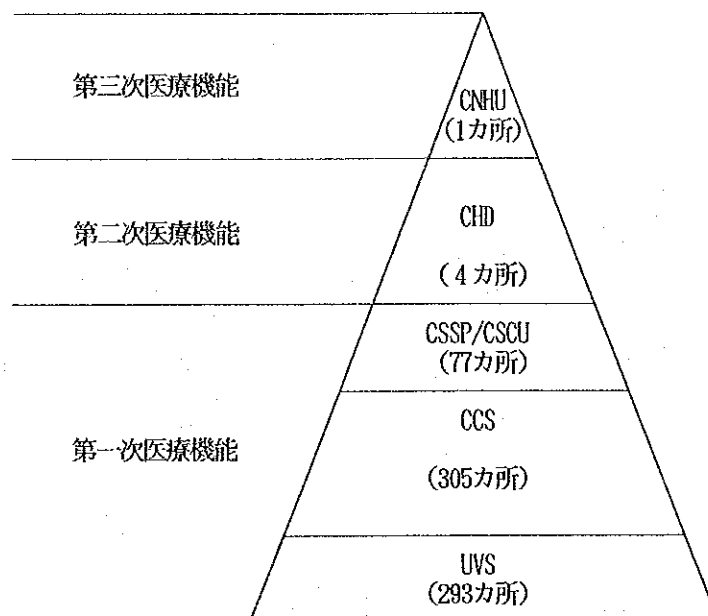 第三次医療機能
CNHU
(1カ所)
第二次医療機能
CHD
(4カ所)
CSSP/CSCU
(77カ所)
第一次医療機能
CCS
(305カ所)
UVS
(293カ所)